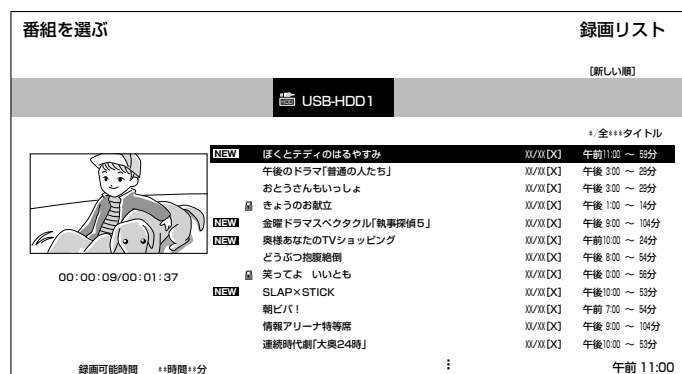 番組を選ぶ
録画リスト
[新しい順]
HDD USB-HDD1
*/全***タイトル
NEW ぼくとテディのはるやすみ XX/XX[X] 午前11:00 ～ 59分
午後のドラマ「普通の人たち」 XX/XX[X] 午後 3:00 ～ 29分
おとうさんもいっしょ XX/XX[X] 午後 3:00 ～ 29分
きょうのお献立 XX/XX[X] 午後 1:00 ～ 14分
NEW 金曜ドラマスペクタクル「執事探偵5」 XX/XX[X] 午後 9:00 ～ 104分
NEW 奥様あなたのTVショッピング XX/XX[X] 午前10:00 ～ 24分
どうぶつ抱腹絶倒 XX/XX[X] 午後 8:00 ～ 54分
笑ってよ いいとも XX/XX[X] 午後 0:00 ～ 56分
NEW SLAP×STICK XX/XX[X] 午後10:00 ～ 53分
朝ビバ! XX/XX[X] 午前 7:00 ～ 54分
情報アリーナ特等席 XX/XX[X] 午後 9:00 ～ 104分
連続時代劇「大奥24時」 XX/XX[X] 午後10:00 ～ 53分
00:00:09/00:01:37
録画可能時間 **時間**分
午前 11:00